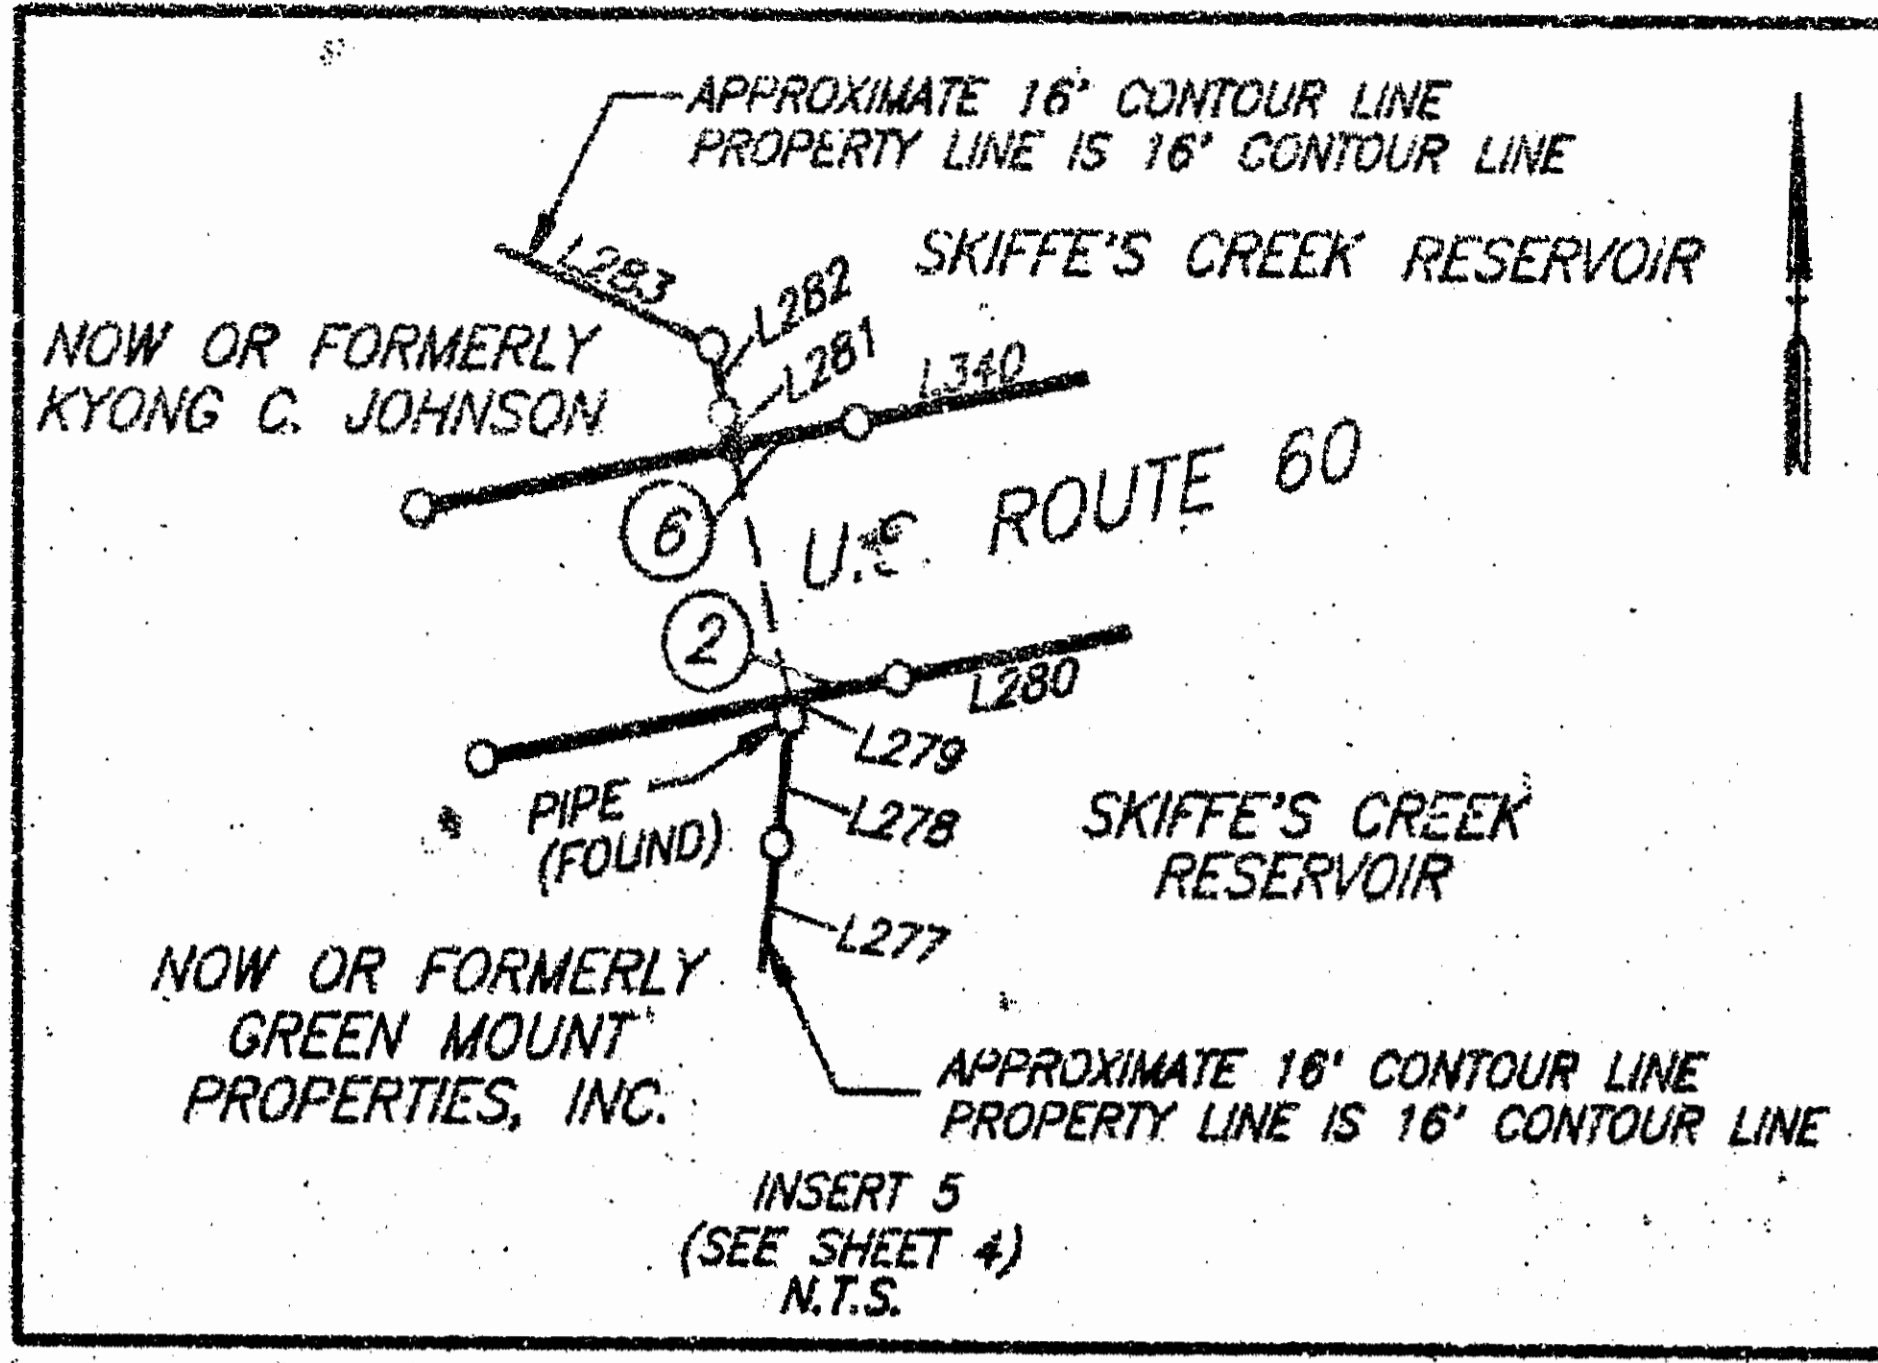 APPROXIMATE 16' CONTOUR LINE
PROPERTY LINE IS 16' CONTOUR LINE
SKIFFE'S CREEK RESERVOIR
L283
L282
L281
L340
NOW OR FORMERLY
KYONG C. JOHNSON
6
U.S. ROUTE 60
2
L280
L279
PIPE
(FOUND)
L278
SKIFFE'S CREEK
RESERVOIR
L277
NOW OR FORMERLY
GREEN MOUNT
PROPERTIES, INC.
APPROXIMATE 16' CONTOUR LINE
PROPERTY LINE IS 16' CONTOUR LINE
INSERT 5
(SEE SHEET 4)
N.T.S.